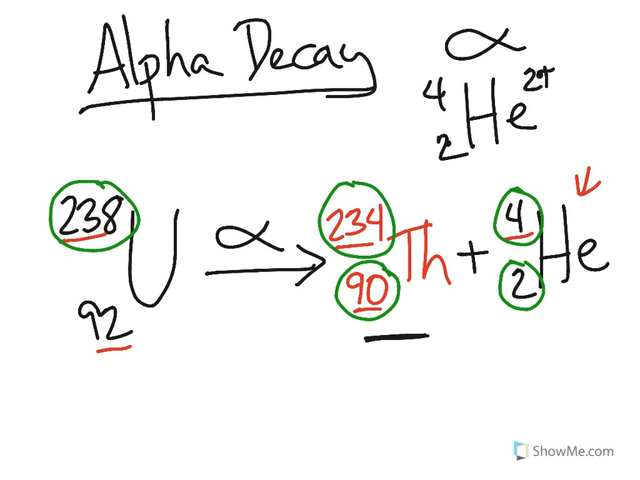 Alpha Decay
∝
4 2 He 2+
238 92 U ∝ → 234 90 Th + 4 2 He
ShowMe.com